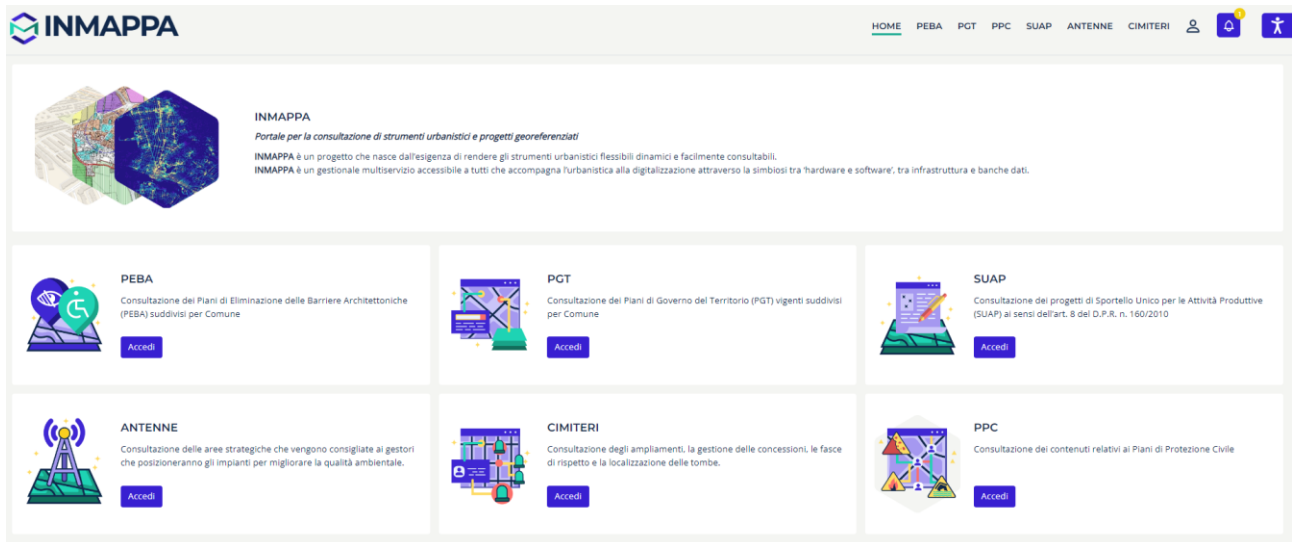 INMAPPA
HOME PEBA PGT PPC SUAP ANTENNE CIMITERI
1
INMAPPA
Portale per la consultazione di strumenti urbanistici e progetti georeferenziati
INMAPPA è un progetto che nasce dall'esigenza di rendere gli strumenti urbanistici flessibili dinamici e facilmente consultabili.
INMAPPA è un gestionale multiservizio accessibile a tutti che accompagna l'urbanistica alla digitalizzazione attraverso la simbiosi tra 'hardware e software', tra infrastruttura e banche dati.
PEBA
Consultazione dei Piani di Eliminazione delle Barriere Architettoniche
(PEBA) suddivisi per Comune
Accedi
PGT
Consultazione dei Piani di Governo del Territorio (PGT) vigenti suddivisi
per Comune
Accedi
SUAP
Consultazione dei progetti di Sportello Unico per le Attività Produttive
(SUAP) ai sensi dell'art. 8 del D.P.R. n. 160/2010
Accedi
ANTENNE
Consultazione delle aree strategiche che vengono consigliate ai gestori
che posizioneranno gli impianti per migliorare la qualità ambientale.
Accedi
CIMITERI
Consultazione degli ampliamenti, la gestione delle concessioni, le fasce
di rispetto e la localizzazione delle tombe.
Accedi
PPC
Consultazione dei contenuti relativi ai Piani di Protezione Civile
Accedi